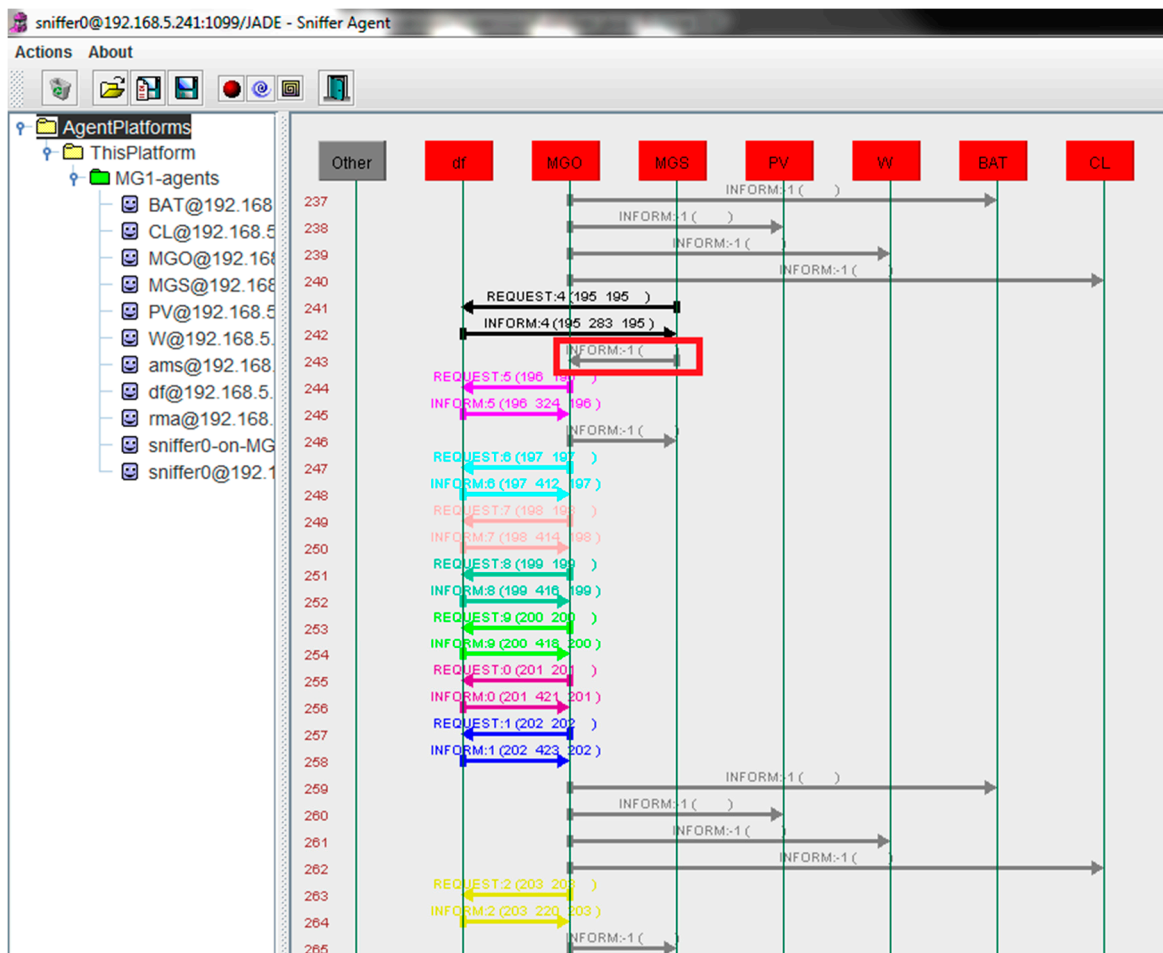 sniffer0@192.168.5.241:1099/JADE - Sniffer Agent
Actions About
AgentPlatforms
ThisPlatform
MG1-agents
BAT@192.168
CL@192.168.5
MGO@192.168
MGS@192.168
PV@192.168.5
W@192.168.5.
ams@192.168.
df@192.168.5.
rma@192.168.
sniffer0-on-MG
sniffer0@192.1
Other df MGO MGS PV W BAT CL
237 INFORM:-1 ( )
238 INFORM:-1 ( )
239 INFORM:-1 ( )
240 INFORM:-1 ( )
241 REQUEST:4 (195 195 )
242 INFORM:4 (195 283 195 )
243 INFORM:-1 ( )
244 REQUEST:5 (196 196 )
245 INFORM:5 (196 324 196 )
246 INFORM:-1 ( )
247 REQUEST:6 (197 197 )
248 INFORM:6 (197 412 197 )
249 REQUEST:7 (198 198 )
250 INFORM:7 (198 414 198 )
251 REQUEST:8 (199 199 )
252 INFORM:8 (199 416 199 )
253 REQUEST:9 (200 200 )
254 INFORM:9 (200 418 200 )
255 REQUEST:0 (201 201 )
256 INFORM:0 (201 421 201 )
257 REQUEST:1 (202 202 )
258 INFORM:1 (202 423 202 )
259 INFORM:-1 ( )
260 INFORM:-1 ( )
261 INFORM:-1 ( )
262 INFORM:-1 ( )
263 REQUEST:2 (203 203 )
264 INFORM:2 (203 220 203 )
265 INFORM:-1 ( )